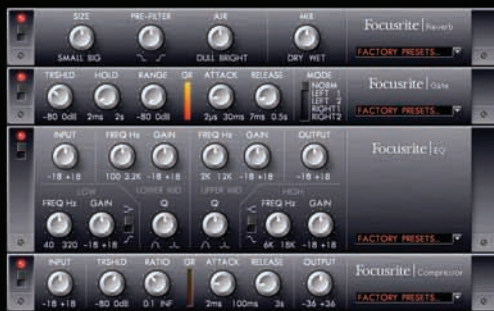 SIZE PRE-FILTER AIR MIX Focusrite Reverb
SMALL BIG DULL BRIGHT DRY WET FACTORY PRESETS...
TRSHLD HOLD RANGE GR ATTACK RELEASE MODE Focusrite Gate
NORM
LEFT 1
LEFT 2
RIGHT1
RIGHT2
-80 0dB 2ms 2s -80 0dB 2µs 30ms 7ms 0.5s FACTORY PRESETS...
INPUT FREQ Hz GAIN FREQ Hz GAIN OUTPUT Focusrite EQ
-18 +18 100 3.2K -18 +18 2K 12K -18 +18 -18 +18
LOW LOWER MID UPPER MID HIGH
FREQ Hz GAIN Q Q FREQ Hz GAIN
40 320 -18 +18 6K 18K -18 +18 FACTORY PRESETS...
INPUT TRSHLD RATIO GR ATTACK RELEASE OUTPUT Focusrite Compressor
-18 +18 -80 0dB 0.1 INF 2ms 100ms 3s -36 +36 FACTORY PRESETS...